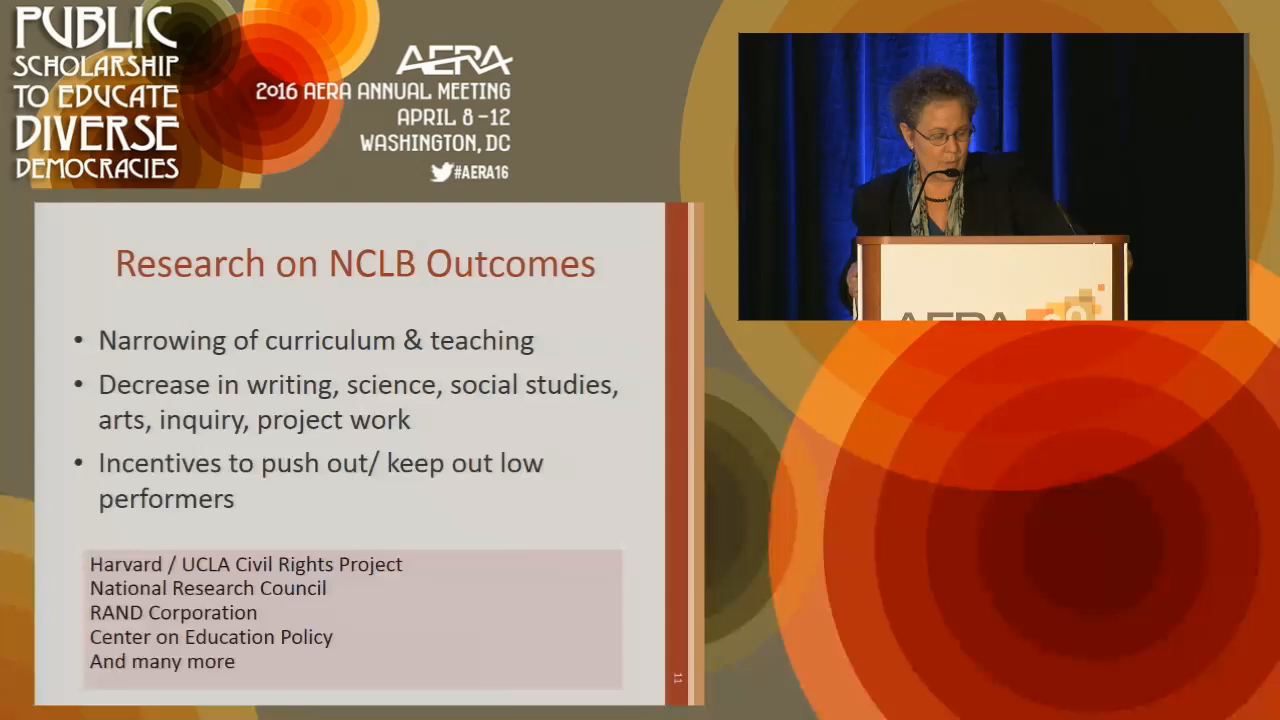 PUBLIC
SCHOLARSHIP
TO EDUCATE
DIVERSE
DEMOCRACIES
AERA
2016 AERA ANNUAL MEETING
APRIL 8 -12
WASHINGTON, DC
#AERA16
Research on NCLB Outcomes
• Narrowing of curriculum & teaching
• Decrease in writing, science, social studies,
arts, inquiry, project work
• Incentives to push out/ keep out low
performers
Harvard / UCLA Civil Rights Project
National Research Council
RAND Corporation
Center on Education Policy
And many more
11
AERA